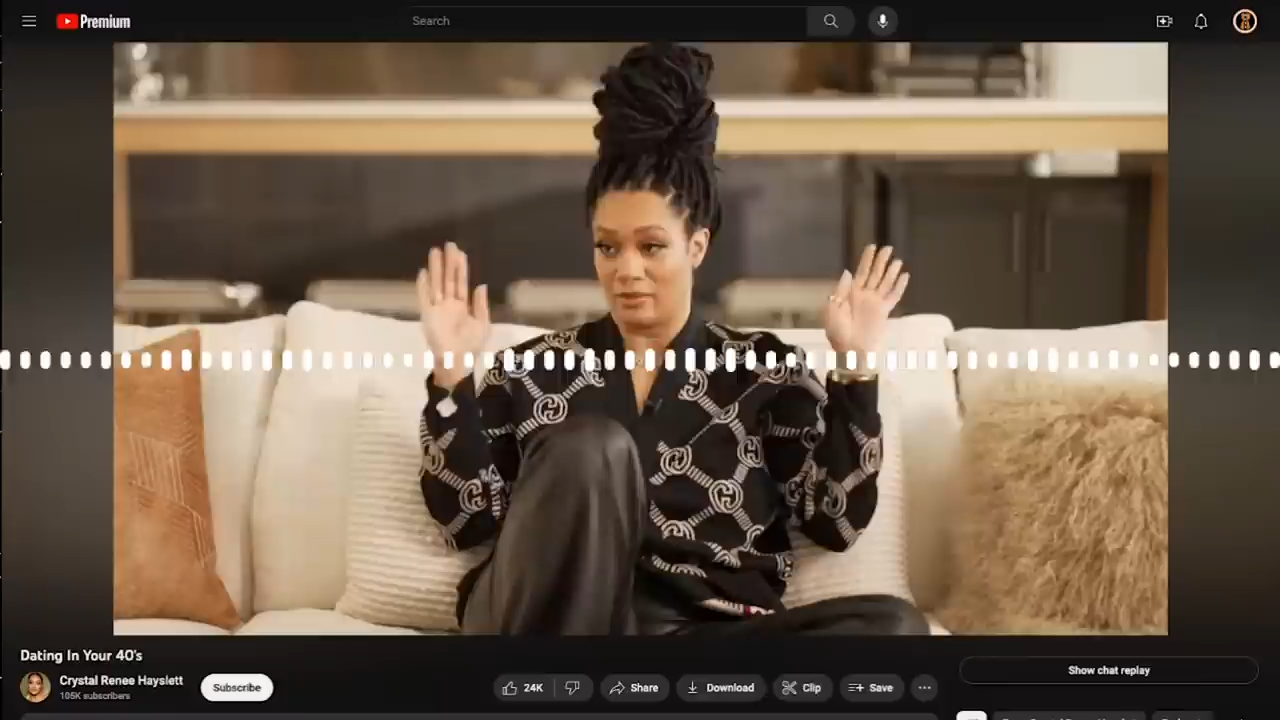 Premium
Search
Dating In Your 40's
Crystal Renee Hayslett
105K subscribers
Subscribe
24K
Share
Download
Clip
Save
Show chat replay